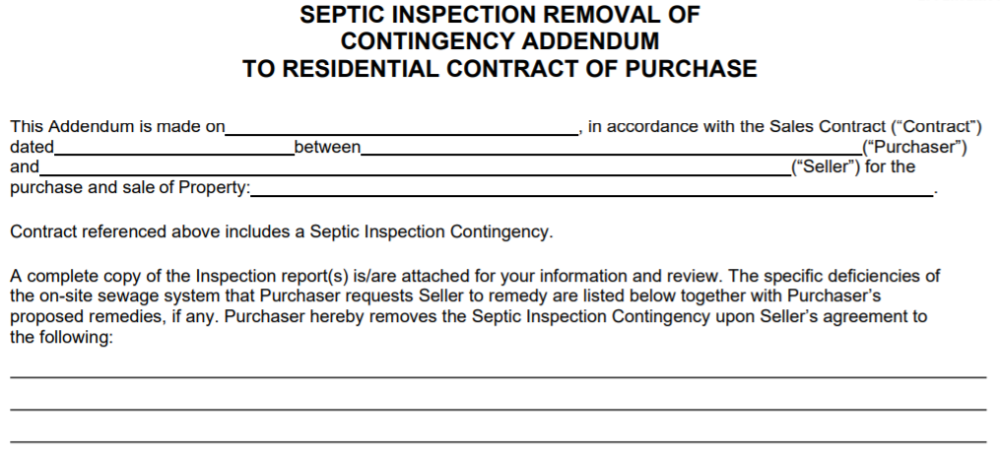 SEPTIC INSPECTION REMOVAL OF
CONTINGENCY ADDENDUM
TO RESIDENTIAL CONTRACT OF PURCHASE
This Addendum is made on____________________, in accordance with the Sales Contract (“Contract”)
dated____________________between____________________(“Purchaser”)
and____________________(“Seller”) for the
purchase and sale of Property:____________________.
Contract referenced above includes a Septic Inspection Contingency.
A complete copy of the Inspection report(s) is/are attached for your information and review. The specific deficiencies of
the on-site sewage system that Purchaser requests Seller to remedy are listed below together with Purchaser’s
proposed remedies, if any. Purchaser hereby removes the Septic Inspection Contingency upon Seller’s agreement to
the following: